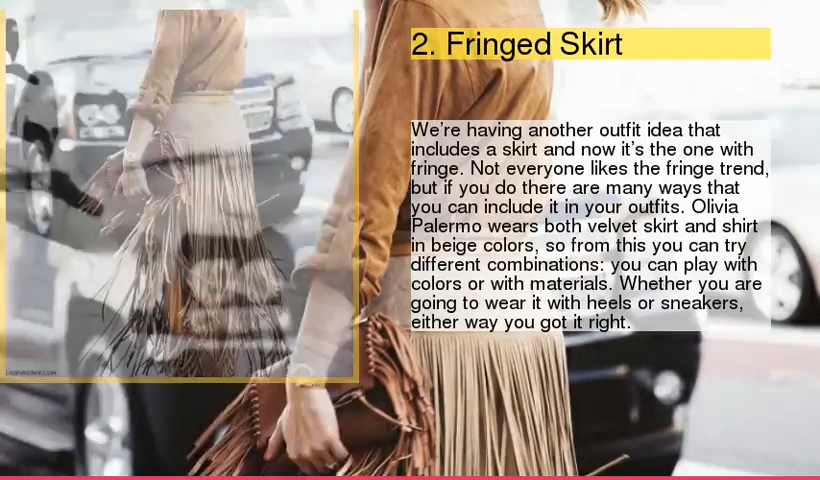 2. Fringed Skirt
We're having another outfit idea that
includes a skirt and now it's the one with
fringe. Not everyone likes the fringe trend,
but if you do there are many ways that
you can include it in your outfits. Olivia
Palermo wears both velvet skirt and shirt
in beige colors, so from this you can try
different combinations: you can play with
colors or with materials. Whether you are
going to wear it with heels or sneakers,
either way you got it right.